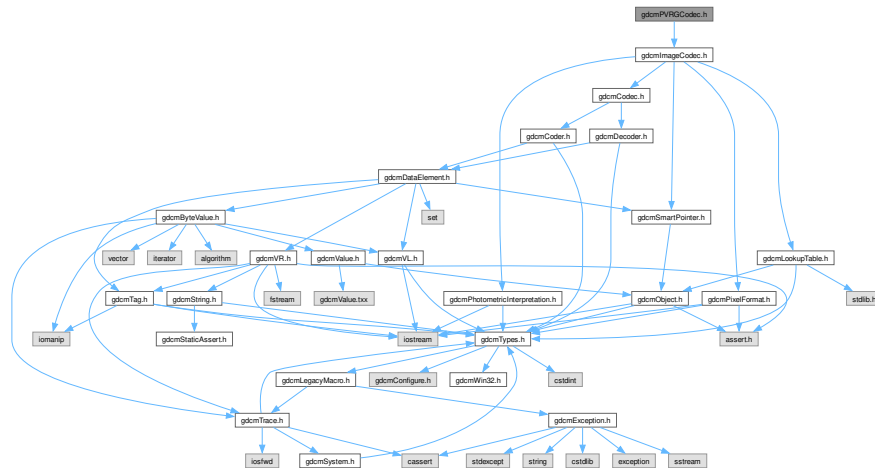 gdcmPVRGCodec.h
gdcmImageCodec.h
gdcmCodec.h
gdcmCoder.h
gdcmDecoder.h
gdcmDataElement.h
gdcmByteValue.h
set
gdcmSmartPointer.h
vector
iterator
algorithm
gdcmVR.h
gdcmValue.h
gdcmVL.h
gdcmLookupTable.h
gdcmTag.h
gdcmString.h
fstream
gdcmValue.txx
gdcmPhotometricInterpretation.h
gdcmObject.h
gdcmPixelFormat.h
stdlib.h
iomanip
gdcmStaticAssert.h
iostream
gdcmTypes.h
assert.h
gdcmLegacyMacro.h
gdcmConfigure.h
gdcmWin32.h
cstdint
gdcmTrace.h
gdcmException.h
iosfwd
gdcmSystem.h
cassert
stdexcept
string
cstdlib
exception
sstream